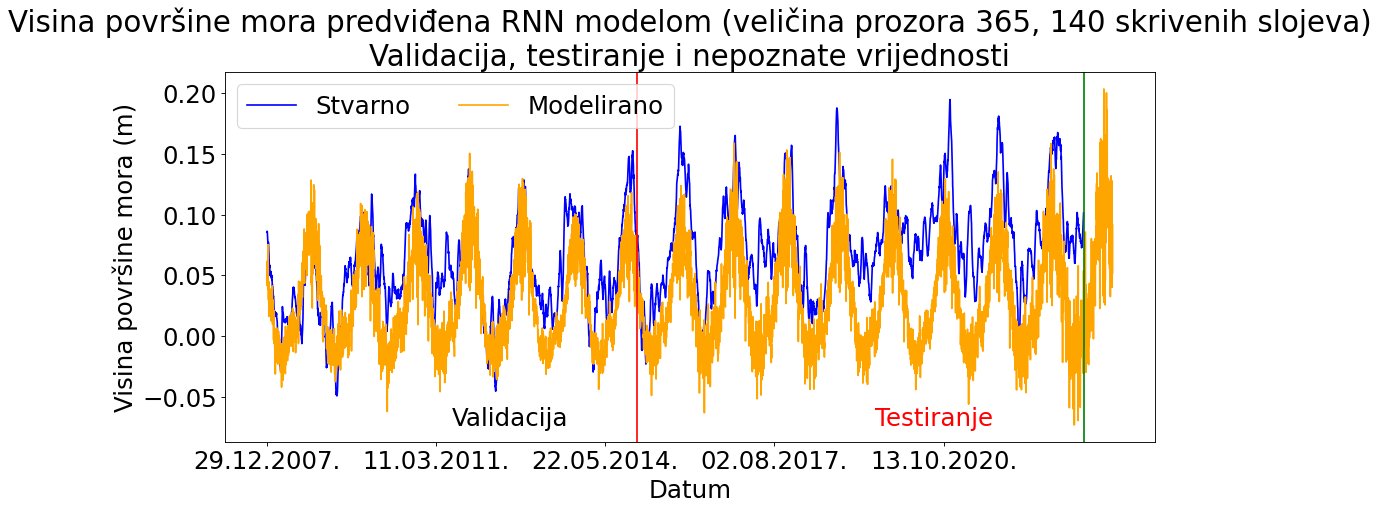 Visina površine mora predviđena RNN modelom (veličina prozora 365, 140 skrivenih slojeva)
Validacija, testiranje i nepoznate vrijednosti
Stvarno
Modelirano
Visina površine mora (m)
0.20
0.15
0.10
0.05
0.00
−0.05
Validacija
Testiranje
29.12.2007.
11.03.2011.
22.05.2014.
02.08.2017.
13.10.2020.
Datum